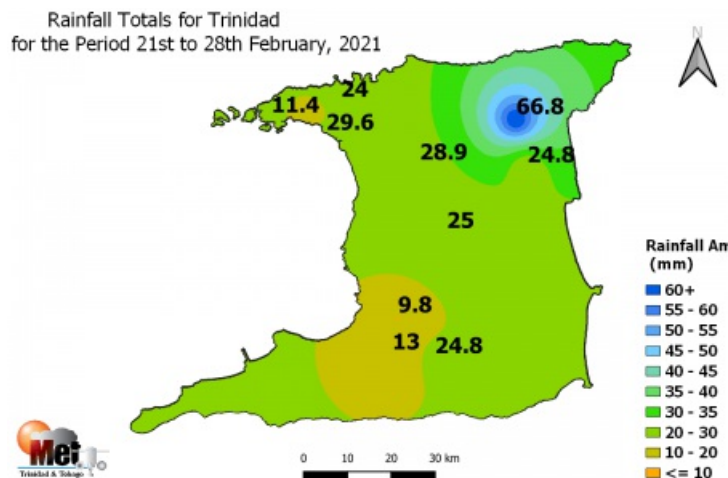 Rainfall Totals for Trinidad
for the Period 21st to 28th February, 2021
N
24
11.4
29.6
66.8
28.9
24.8
25
9.8
13
24.8
Rainfall Am
(mm)
60+
55 - 60
50 - 55
45 - 50
40 - 45
35 - 40
30 - 35
20 - 30
10 - 20
<= 10
Met
Trinidad & Tobago
0 10 20 30 km